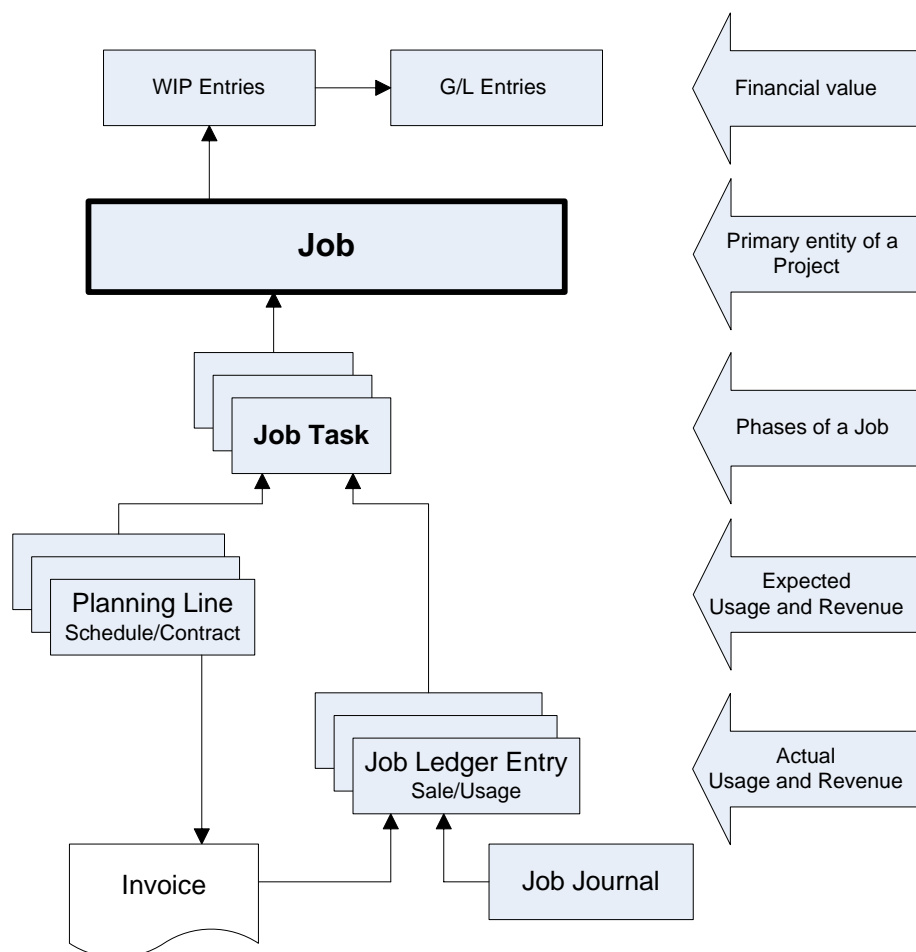 WIP Entries
G/L Entries
Financial value
Job
Primary entity of a
Project
Job Task
Phases of a Job
Planning Line
Schedule/Contract
Expected
Usage and Revenue
Job Ledger Entry
Sale/Usage
Actual
Usage and Revenue
Invoice
Job Journal